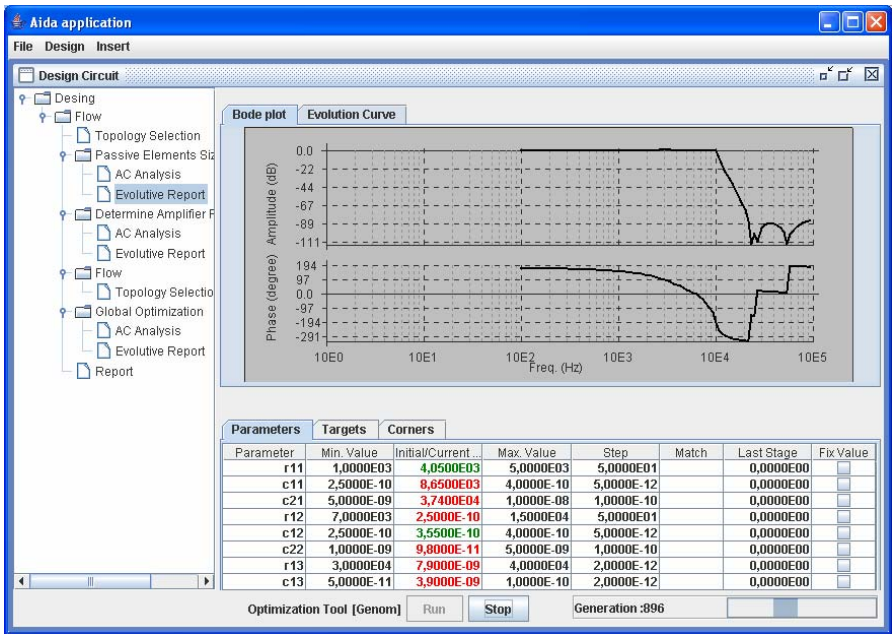 Aida application
File Design Insert
Design Circuit
Desing
Flow
Topology Selection
Passive Elements Siz
AC Analysis
Evolutive Report
Determine Amplifier F
AC Analysis
Evolutive Report
Flow
Topology Selectio
Global Optimization
AC Analysis
Evolutive Report
Report
Bode plot Evolution Curve
Amplitude (dB)
0.0
-22
-44
-67
-89
-111
Phase (degree)
194
97
0.0
-97
-194
-291
10E0 10E1 10E2 10E3 10E4 10E5
Freq. (Hz)
Parameters Targets Corners
Parameter Min. Value Initial/Current ... Max. Value Step Match Last Stage Fix Value
r11 1,0000E03 4,0500E03 5,0000E03 5,0000E01 0,0000E00
c11 2,5000E-10 8,6500E03 4,0000E-10 5,0000E-12 0,0000E00
c21 5,0000E-09 3,7400E04 1,0000E-08 1,0000E-10 0,0000E00
r12 7,0000E03 2,5000E-10 1,5000E04 5,0000E01 0,0000E00
c12 2,5000E-10 3,5500E-10 4,0000E-10 5,0000E-12 0,0000E00
c22 1,0000E-09 9,8000E-11 5,0000E-09 1,0000E-10 0,0000E00
r13 3,0000E04 7,9000E-09 4,0000E04 2,0000E-12 0,0000E00
c13 5,0000E-11 3,9000E-09 1,0000E-10 2,0000E-12 0,0000E00
Optimization Tool [Genom] Run Stop Generation :896